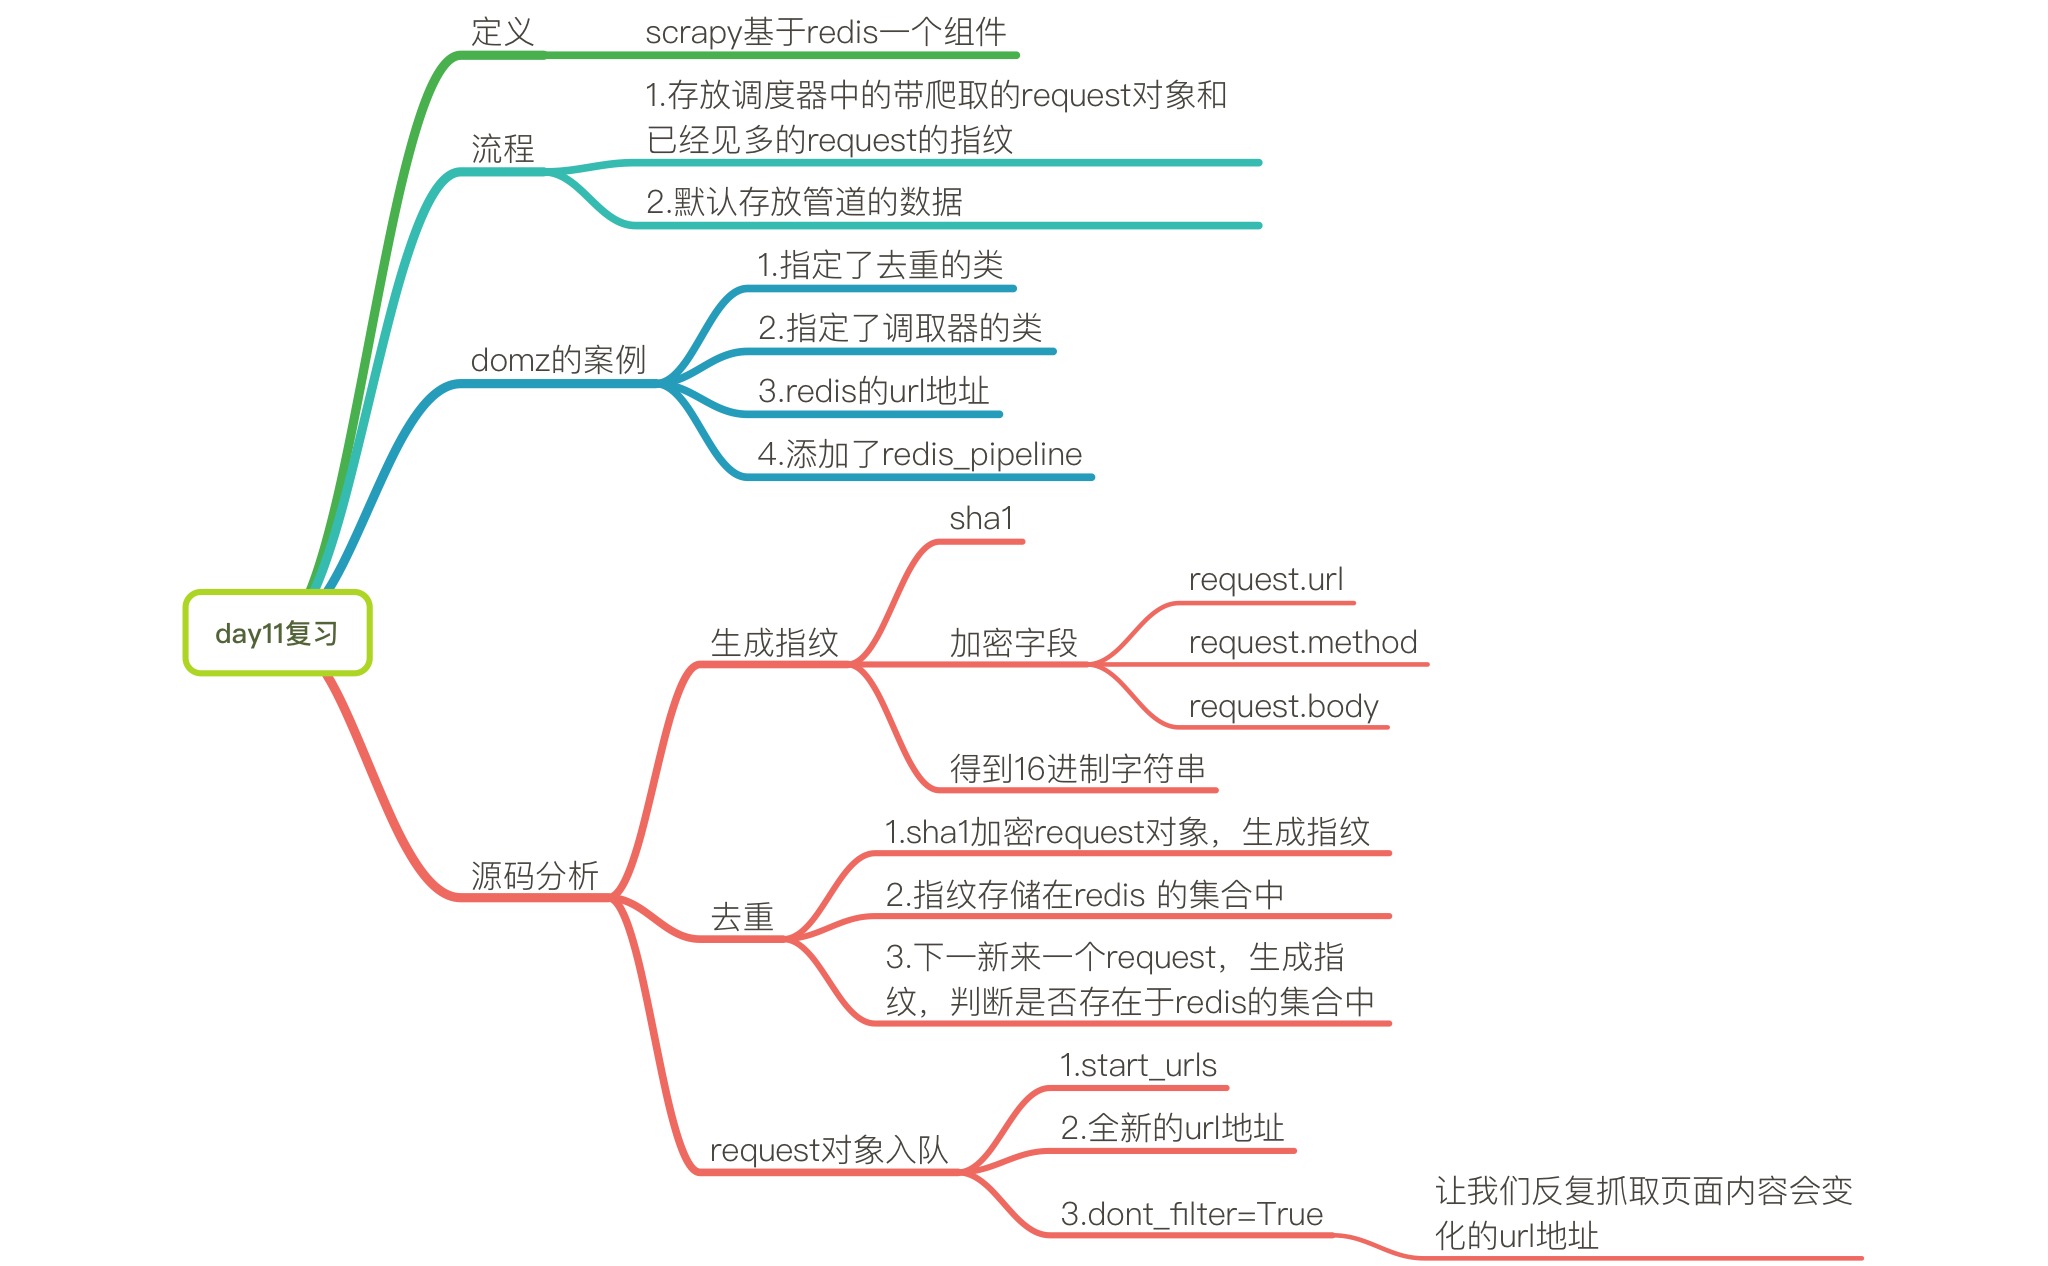 定义
scrapy基于redis一个组件
流程
1.存放调度器中的带爬取的request对象和
已经见多的request的指纹
2.默认存放管道的数据
domz的案例
1.指定了去重的类
2.指定了调取器的类
3.redis的url地址
4.添加了redis_pipeline
day11复习
源码分析
生成指纹
sha1
加密字段
request.url
request.method
request.body
得到16进制字符串
去重
1.sha1加密request对象，生成指纹
2.指纹存储在redis 的集合中
3.下一新来一个request，生成指
纹，判断是否存在于redis的集合中
request对象入队
1.start_urls
2.全新的url地址
3.dont_filter=True
让我们反复抓取页面内容会变
化的url地址